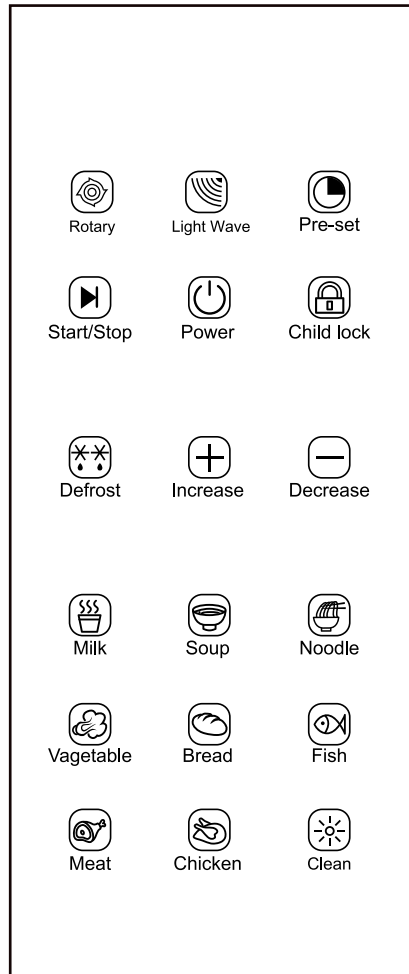 Rotary Light Wave Pre-set
Start/Stop Power Child lock
Defrost Increase Decrease
Milk Soup Noodle
Vagetable Bread Fish
Meat Chicken Clean